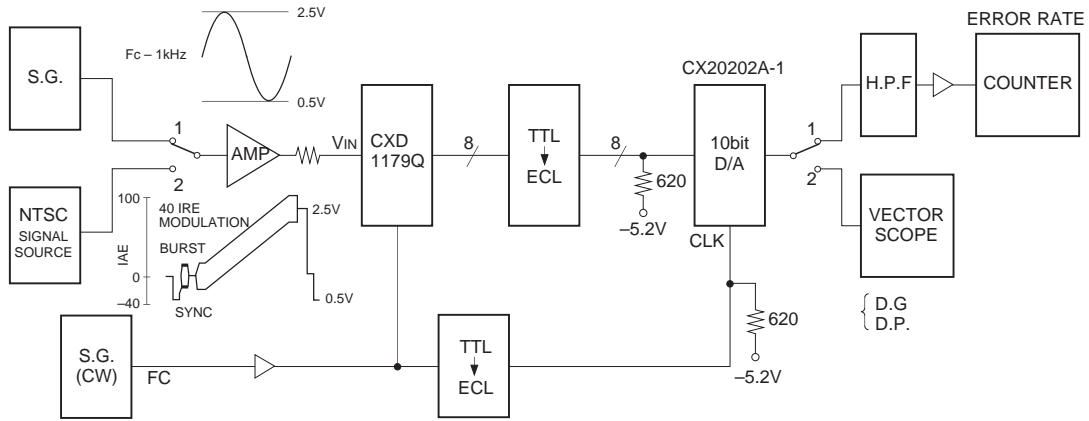 2.5V
Fc – 1kHz
0.5V
S.G.
1
2
AMP
VIN
CXD
1179Q
8
TTL
ECL
8
620
–5.2V
CX20202A-1
10bit
D/A
CLK
1
2
H.P.F
ERROR RATE
COUNTER
VECTOR
SCOPE
D.G
D.P.
NTSC
SIGNAL
SOURCE
100
40 IRE
MODULATION
2.5V
BURST
IAE
0
–40
SYNC
0.5V
S.G.
(CW)
FC
TTL
ECL
620
–5.2V